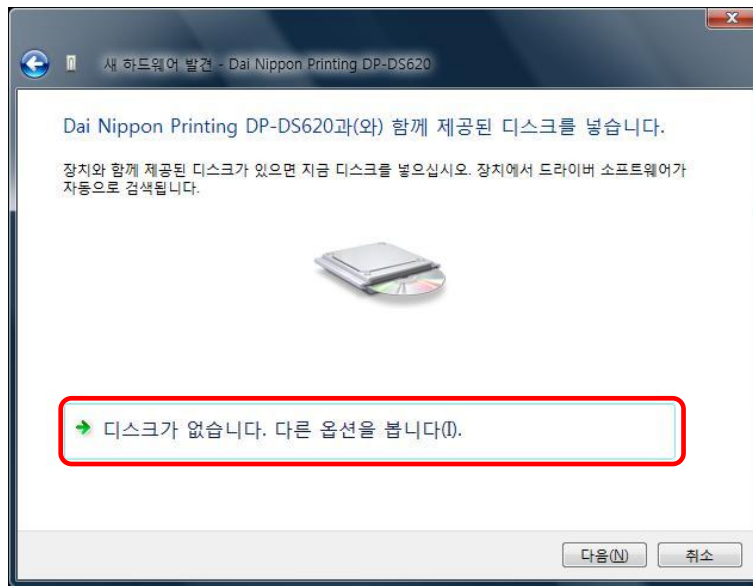 새 하드웨어 발견 - Dai Nippon Printing DP-DS620
Dai Nippon Printing DP-DS620과(와) 함께 제공된 디스크를 넣습니다.
장치와 함께 제공된 디스크가 있으면 지금 디스크를 넣으십시오. 장치에서 드라이버 소프트웨어가
자동으로 검색됩니다.
디스크가 없습니다. 다른 옵션을 봅니다(I).
다음(N) 취소